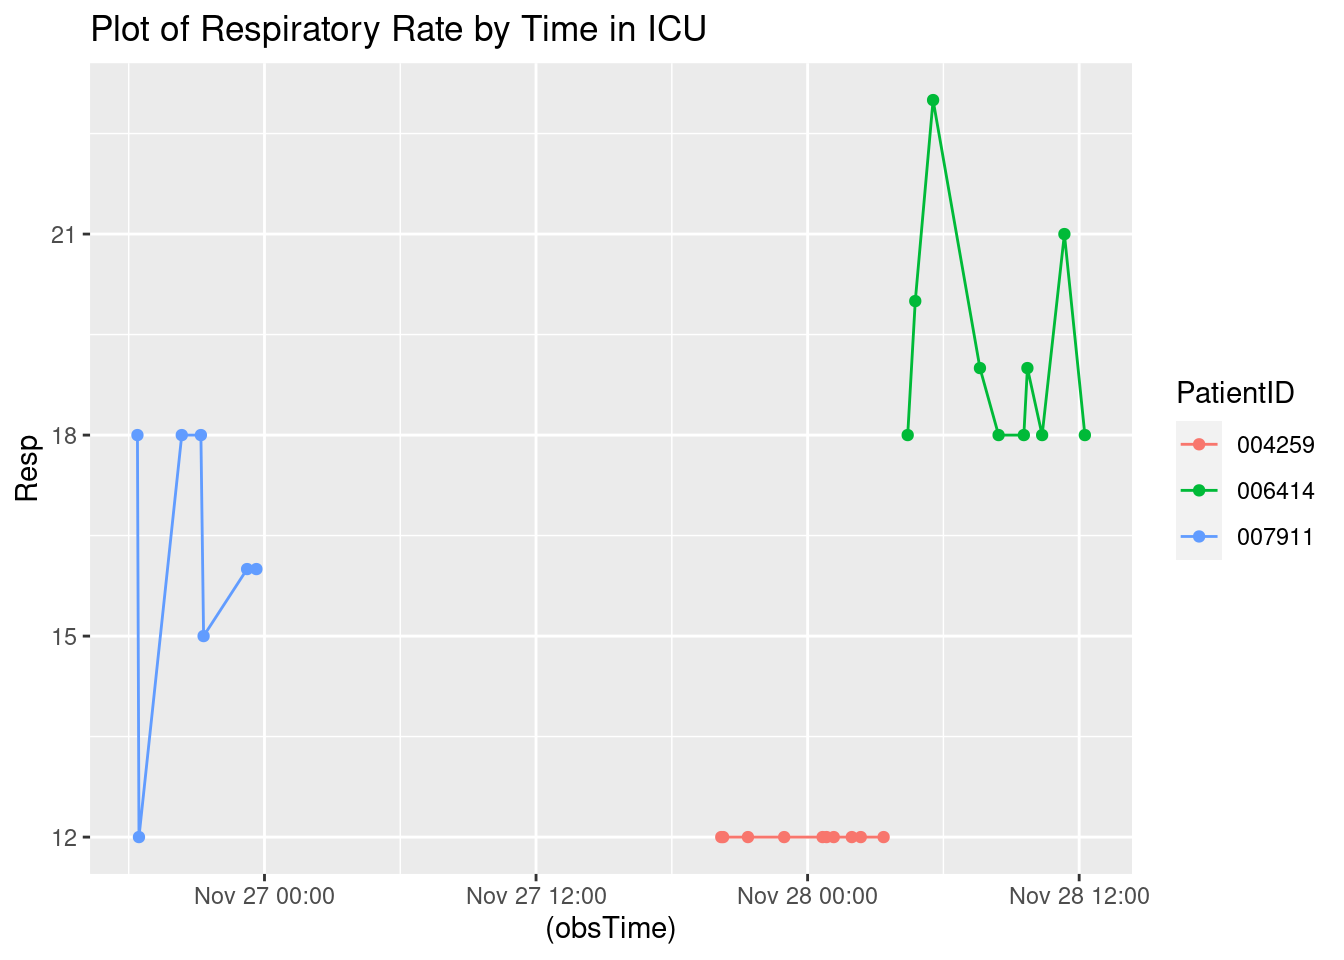 Plot of Respiratory Rate by Time in ICU
Resp
21
18
15
12
Nov 27 00:00
Nov 27 12:00
Nov 28 00:00
Nov 28 12:00
(obsTime)
PatientID
004259
006414
007911